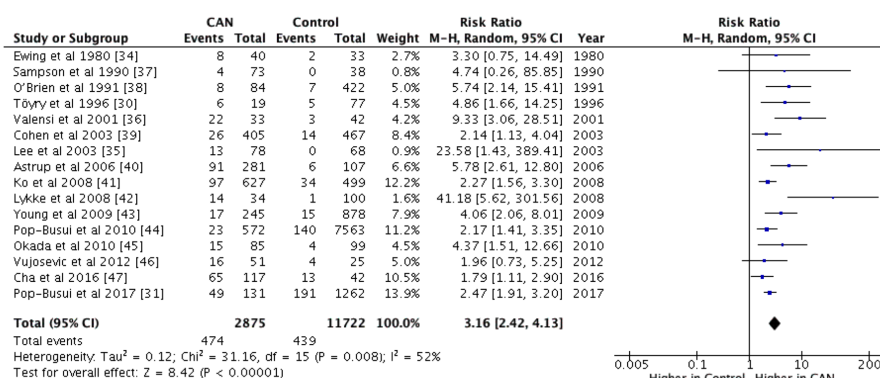 CAN Control Risk Ratio Risk Ratio
Study or Subgroup Events Total Events Total Weight M-H, Random, 95% CI Year M-H, Random, 95% CI
Ewing et al 1980 [34] 8 40 2 33 2.7% 3.30 [0.75, 14.49] 1980
Sampson et al 1990 [37] 4 73 0 38 0.8% 4.74 [0.26, 85.85] 1990
O'Brien et al 1991 [38] 8 84 7 422 5.2% 5.74 [2.14, 15.41] 1991
Töyry et al 1996 [30] 6 19 5 77 4.7% 4.86 [1.66, 14.25] 1996
Valensi et al 2001 [36] 22 33 3 42 4.4% 9.33 [3.06, 28.51] 2001
Cohen et al 2003 [39] 26 405 14 467 8.4% 2.14 [1.13, 4.04] 2003
Lee et al 2003 [35] 13 78 0 68 0.9% 23.58 [1.43, 389.41] 2003
Astrup et al 2006 [40] 91 281 6 107 6.6% 5.78 [2.61, 12.80] 2006
Ko et al 2008 [41] 97 627 34 499 12.2% 2.27 [1.56, 3.30] 2008
Lykke et al 2008 [42] 14 34 1 100 1.6% 41.18 [5.62, 301.56] 2008
Young et al 2009 [43] 17 245 15 878 7.9% 4.06 [2.06, 8.01] 2009
Pop-Busui et al 2010 [44] 23 572 140 7563 11.2% 2.17 [1.41, 3.35] 2010
Okada et al 2010 [45] 15 85 4 99 4.8% 4.37 [1.51, 12.66] 2010
Vujosevic et al 2012 [46] 16 51 4 25 5.3% 1.96 [0.73, 5.25] 2012
Cha et al 2016 [47] 65 117 13 42 10.5% 1.79 [1.11, 2.90] 2016
Pop-Busui et al 2017 [31] 49 131 191 1262 13.9% 2.47 [1.91, 3.20] 2017
Total (95% CI) 2875 11722 100.0% 3.16 [2.42, 4.13]
Total events 474 439
Heterogeneity: Tau² = 0.12; Chi² = 31.16, df = 15 (P = 0.008); I² = 52%
Test for overall effect: Z = 8.42 (P < 0.00001)
0.005 0.1 1 10 200
Higher in Control Higher in CAN